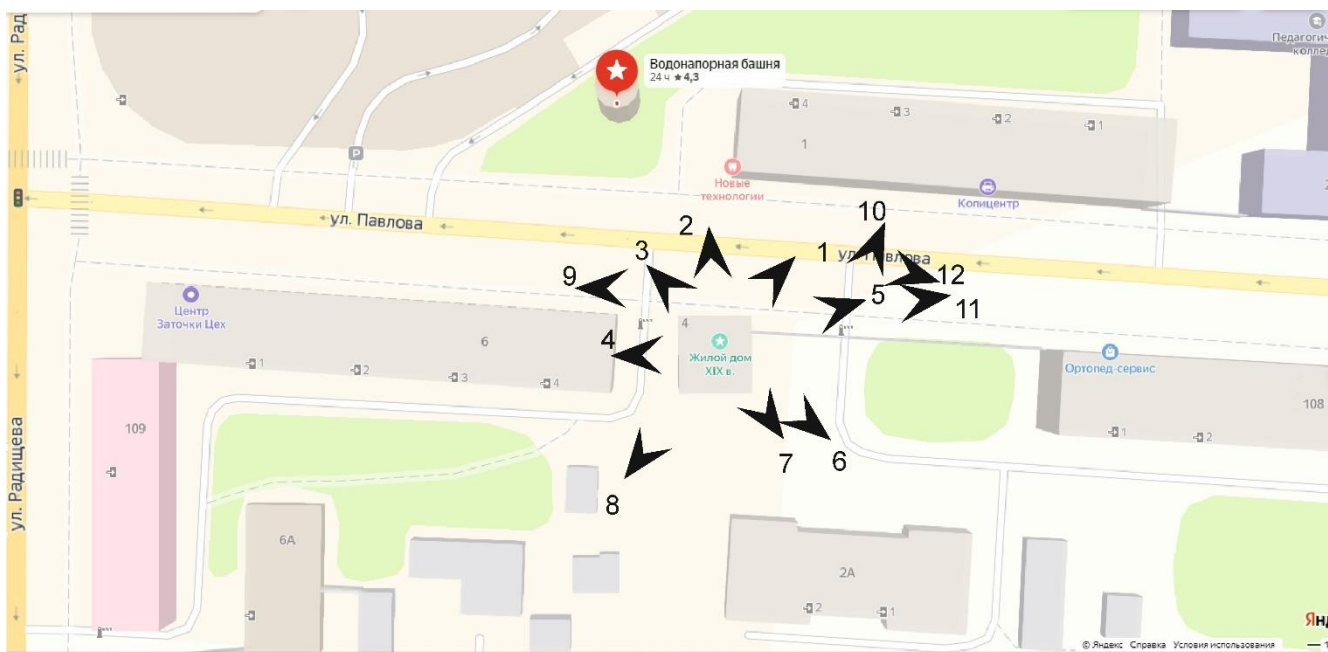 ул. Рад
Водонапорная башня
24 ч ★ 4,3
Педагогич
колле
4
3
2
1
1
P
Новые
технологии
Копицентр
2
ул. Павлова
2
10
3
1
ул. Павлова
9
12
5
11
Центр
Заточки Цех
6
4
4
Жилой дом
XIX в.
Ортопед-сервис
1
2
3
4
108
109
1
2
7
6
8
ул. Радищева
6А
2А
2
1
Янд
© Яндекс Справка Условия использования